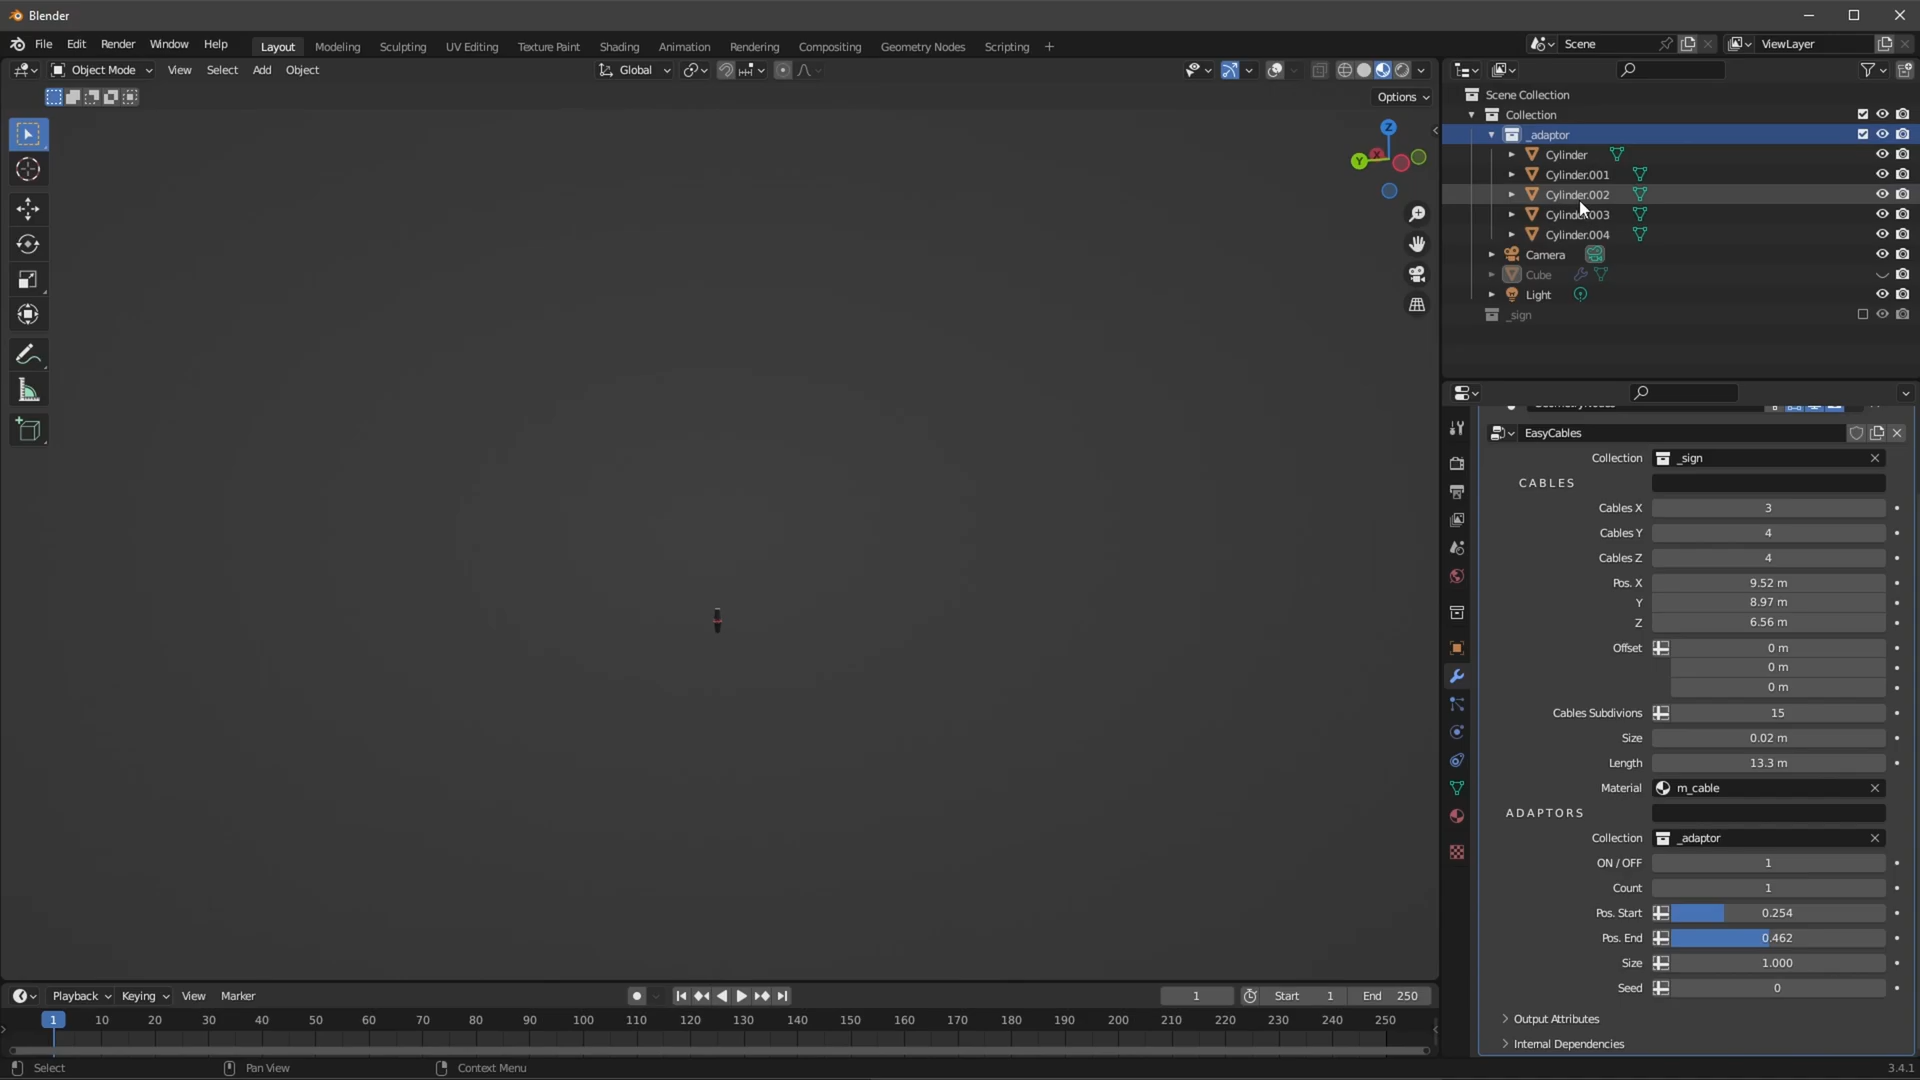 Blender
File Edit Render Window Help Layout Modeling Sculpting UV Editing Texture Paint Shading Animation Rendering Compositing Geometry Nodes Scripting + Scene ViewLayer
Object Mode View Select Add Object Global
Options
Z
Y X
Scene Collection
Collection
_adaptor
Cylinder
Cylinder.001
Cylinder.002
Cylinder.003
Cylinder.004
Camera
Cube
Light
_sign
EasyCables
Collection _sign
CABLES
Cables X 3
Cables Y 4
Cables Z 4
Pos. X 9.52 m
Y 8.97 m
Z 6.56 m
Offset 0 m
0 m
0 m
Cables Subdivions 15
Size 0.02 m
Length 13.3 m
Material m_cable
ADAPTORS
Collection _adaptor
ON / OFF 1
Count 1
Pos. Start 0.254
Pos. End 0.462
Size 1.000
Seed 0
Output Attributes
Internal Dependencies
Playback Keying View Marker 1 Start 1 End 250
1 10 20 30 40 50 60 70 80 90 100 110 120 130 140 150 160 170 180 190 200 210 220 230 240 250
Select Pan View Context Menu 3.4.1